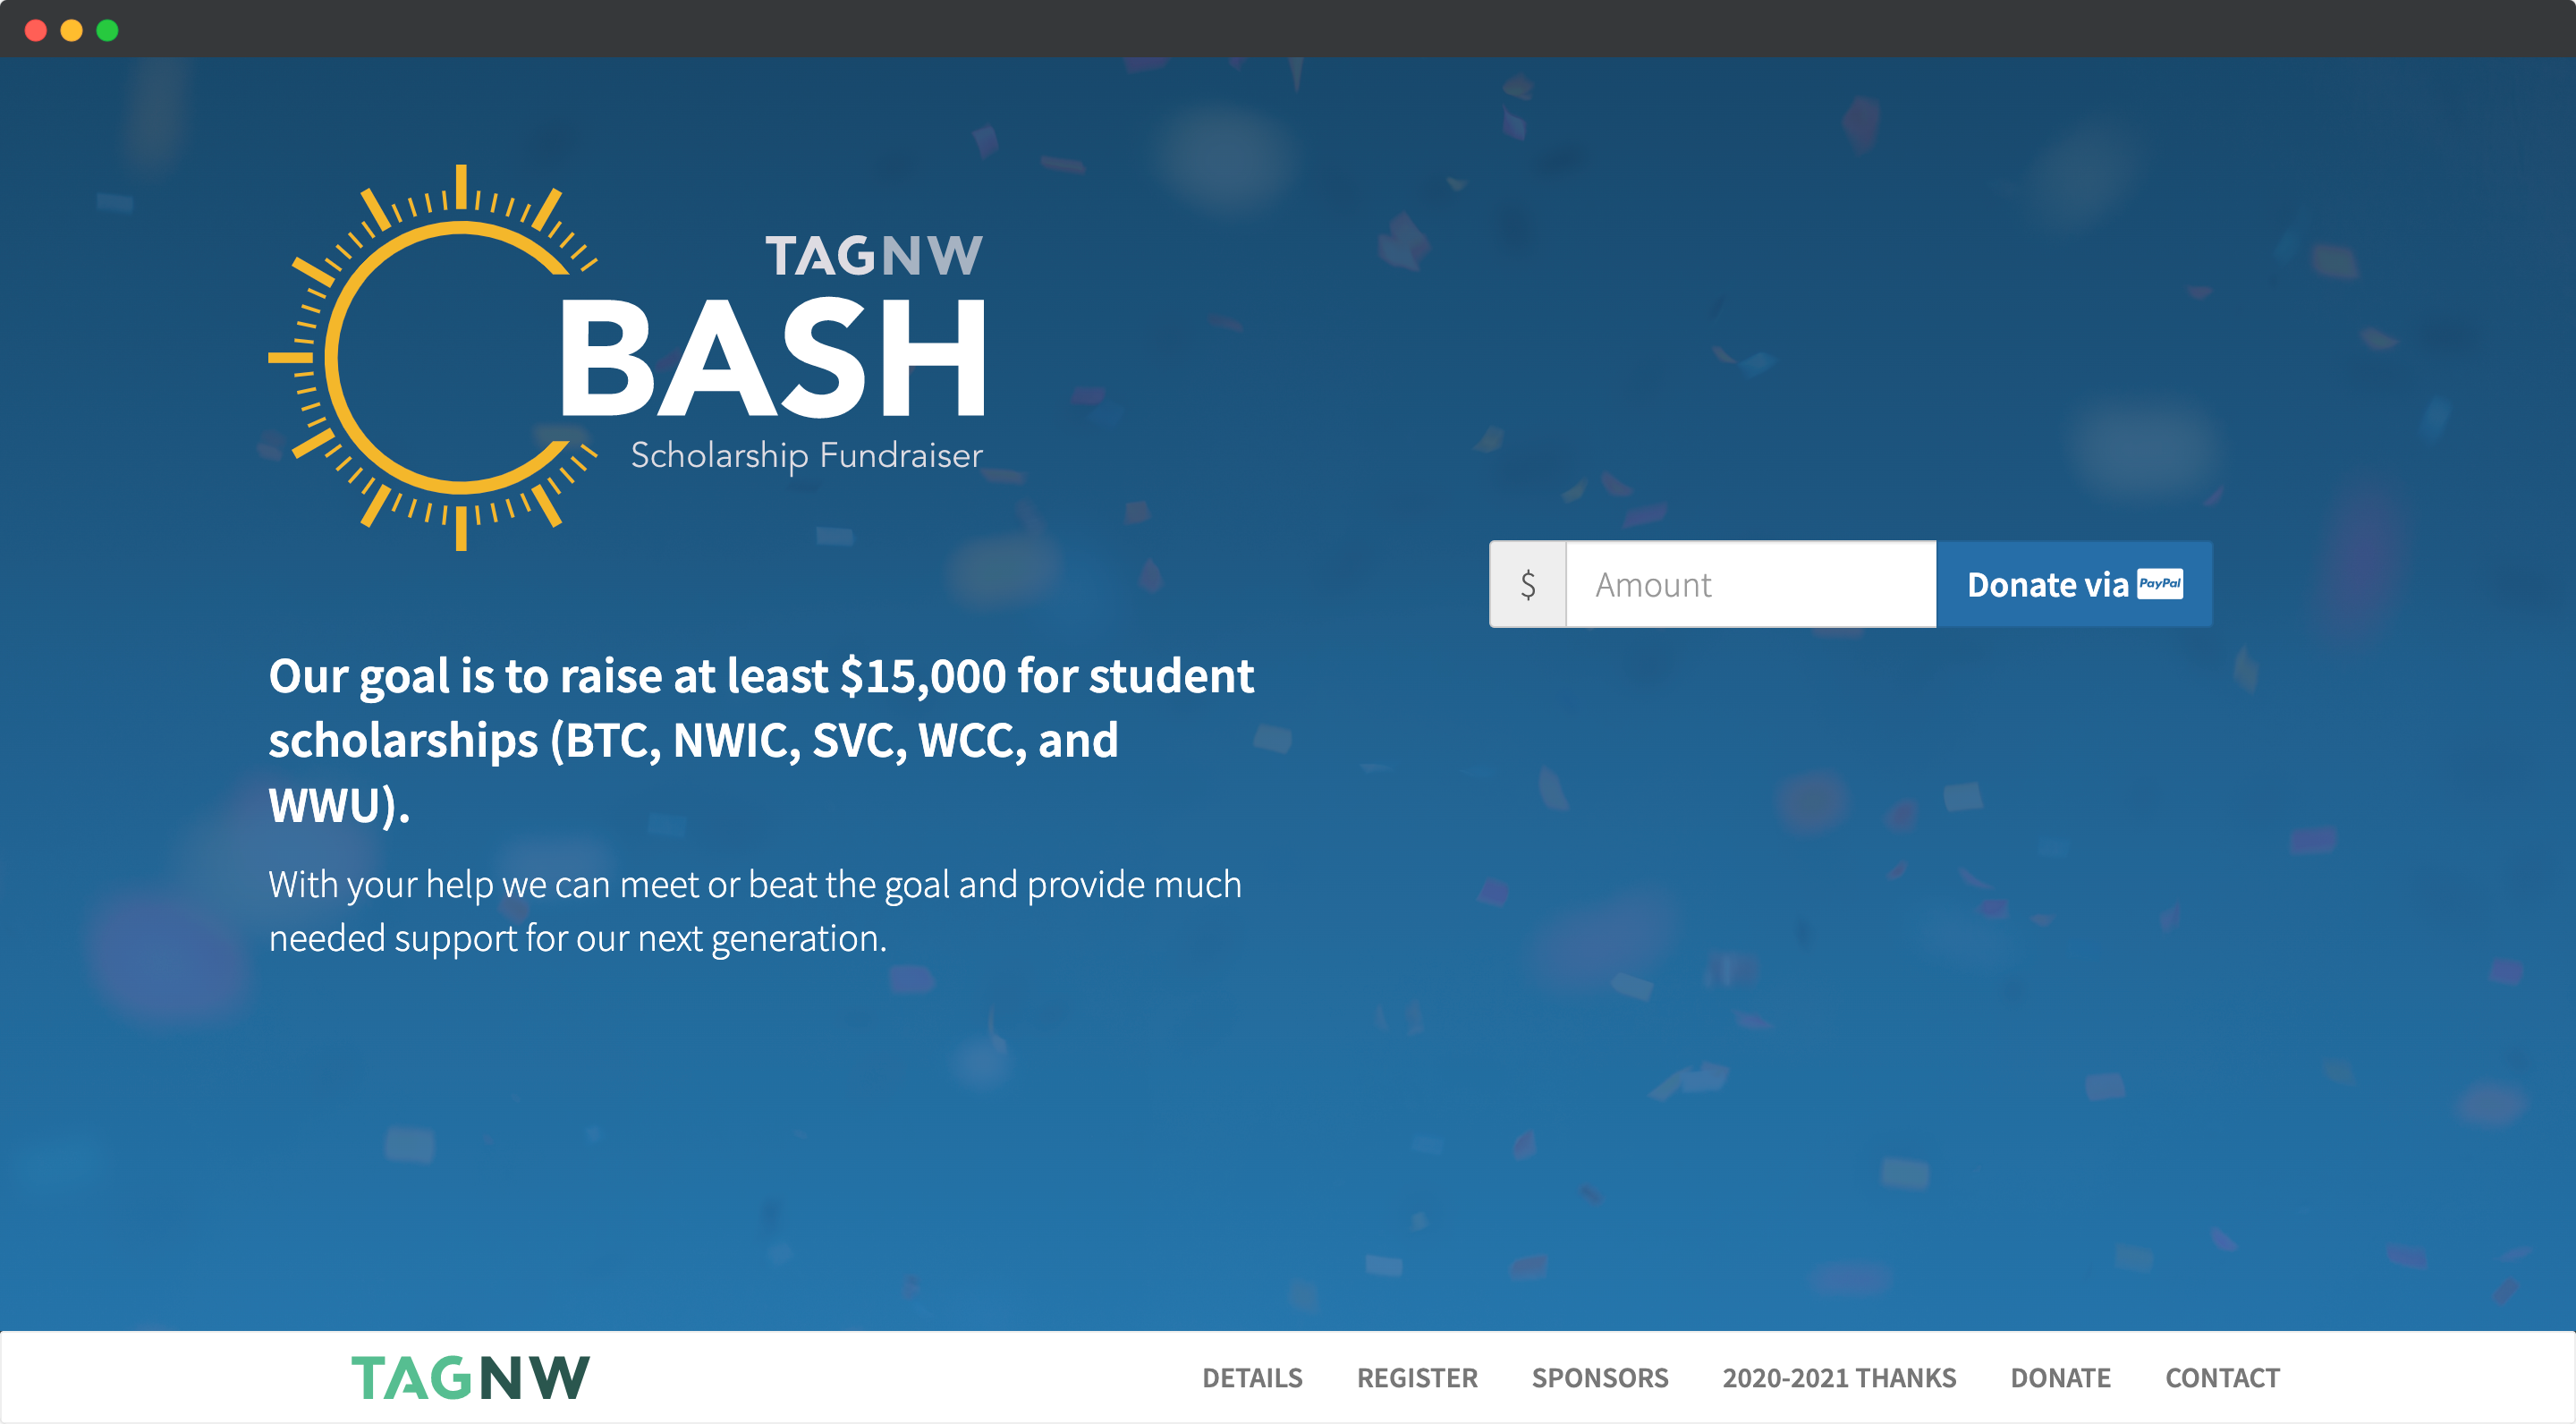 TAGNW
BASH
Scholarship Fundraiser
$ Amount Donate via PayPal
Our goal is to raise at least $15,000 for student
scholarships (BTC, NWIC, SVC, WCC, and
WWU).
With your help we can meet or beat the goal and provide much
needed support for our next generation.
TAGNW DETAILS REGISTER SPONSORS 2020-2021 THANKS DONATE CONTACT